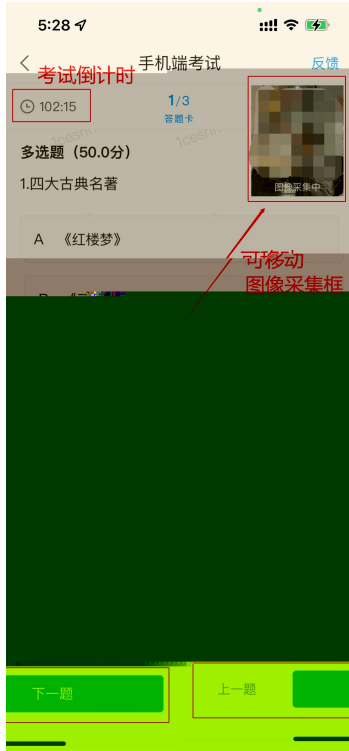 5:28
手机端考试
反馈
考试倒计时
102:15
1/3
答题卡
图像采集中
多选题（50.0分）
1.四大古典名著
A 《红楼梦》
可移动
图像采集框
下一题
上一题